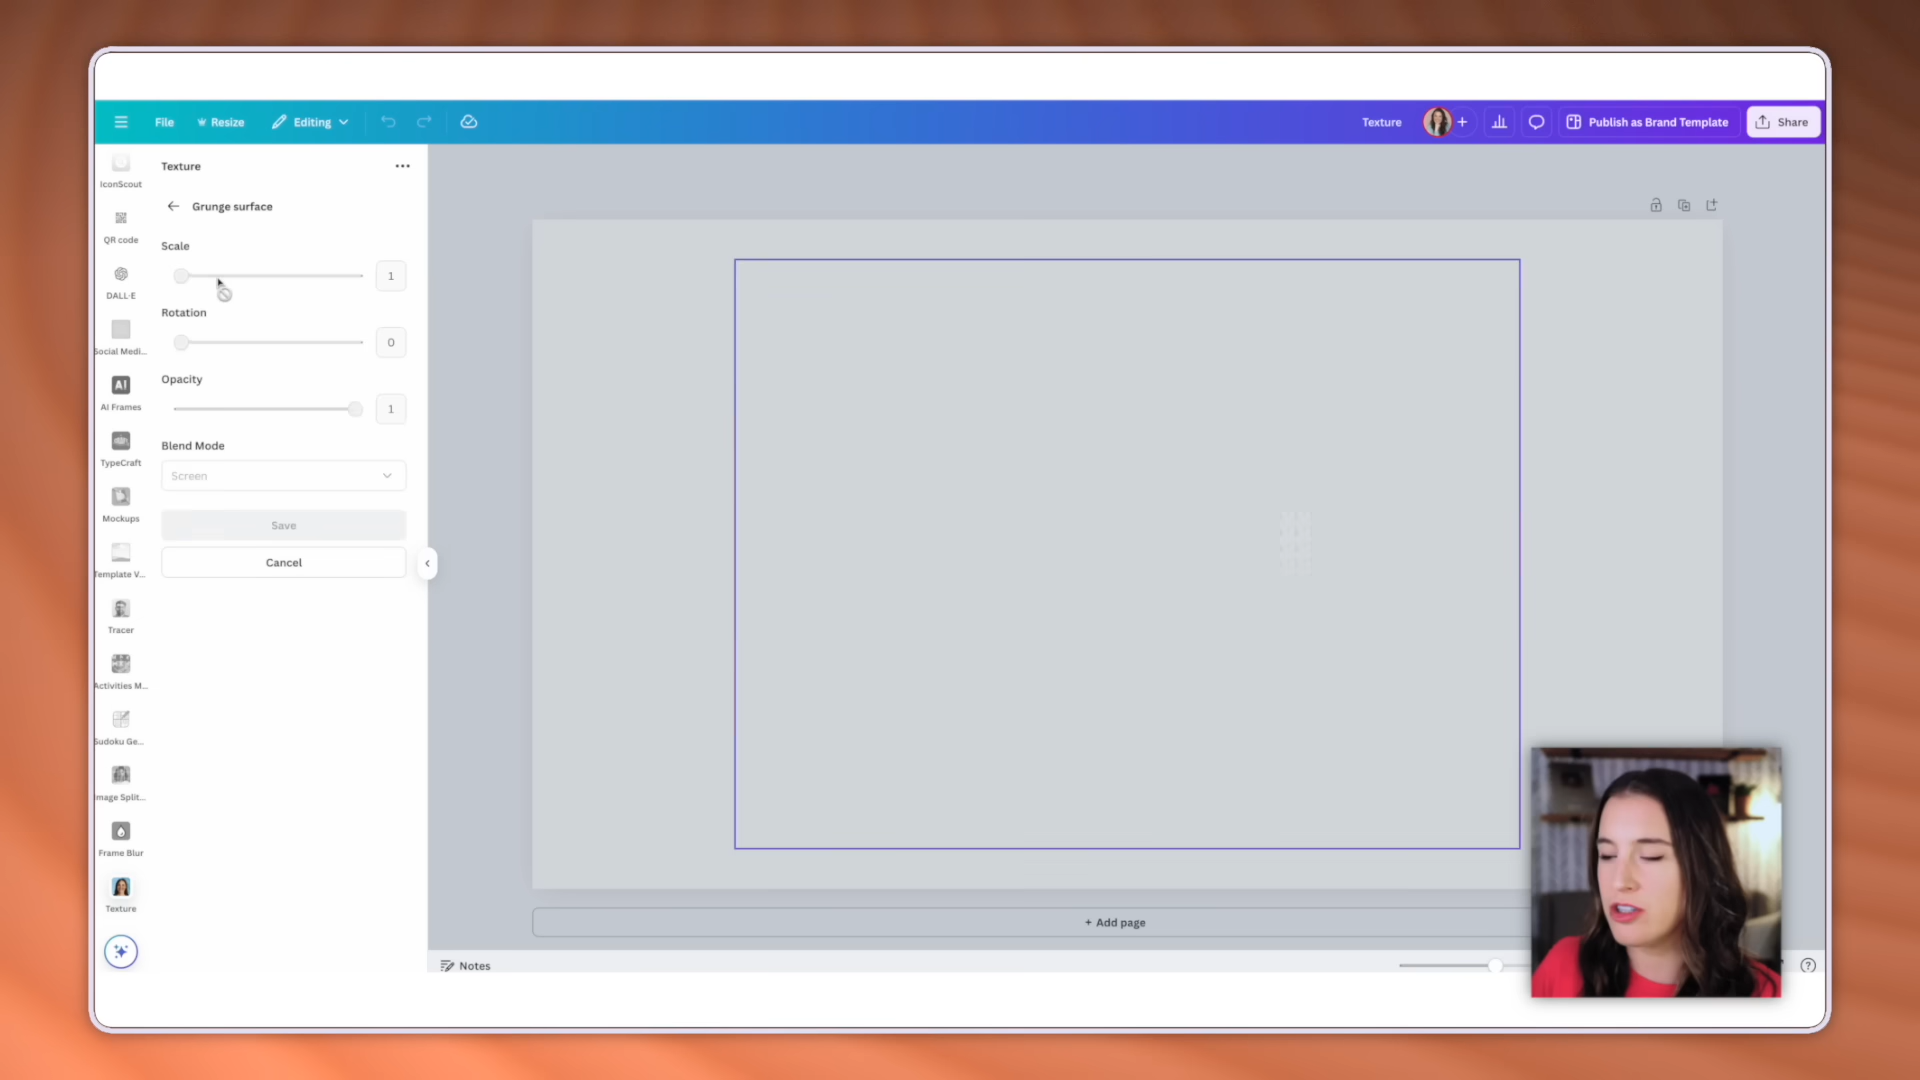 File
Resize
Editing
Texture
Publish as Brand Template
Share
IconScout
QR code
DALL·E
Social Medi...
AI
AI Frames
TypeCraft
Mockups
Template V...
Tracer
Activities M...
Sudoku Ge...
Image Split...
Frame Blur
Texture
Texture
Grunge surface
Scale
1
Rotation
0
Opacity
1
Blend Mode
Screen
Save
Cancel
+ Add page
Notes